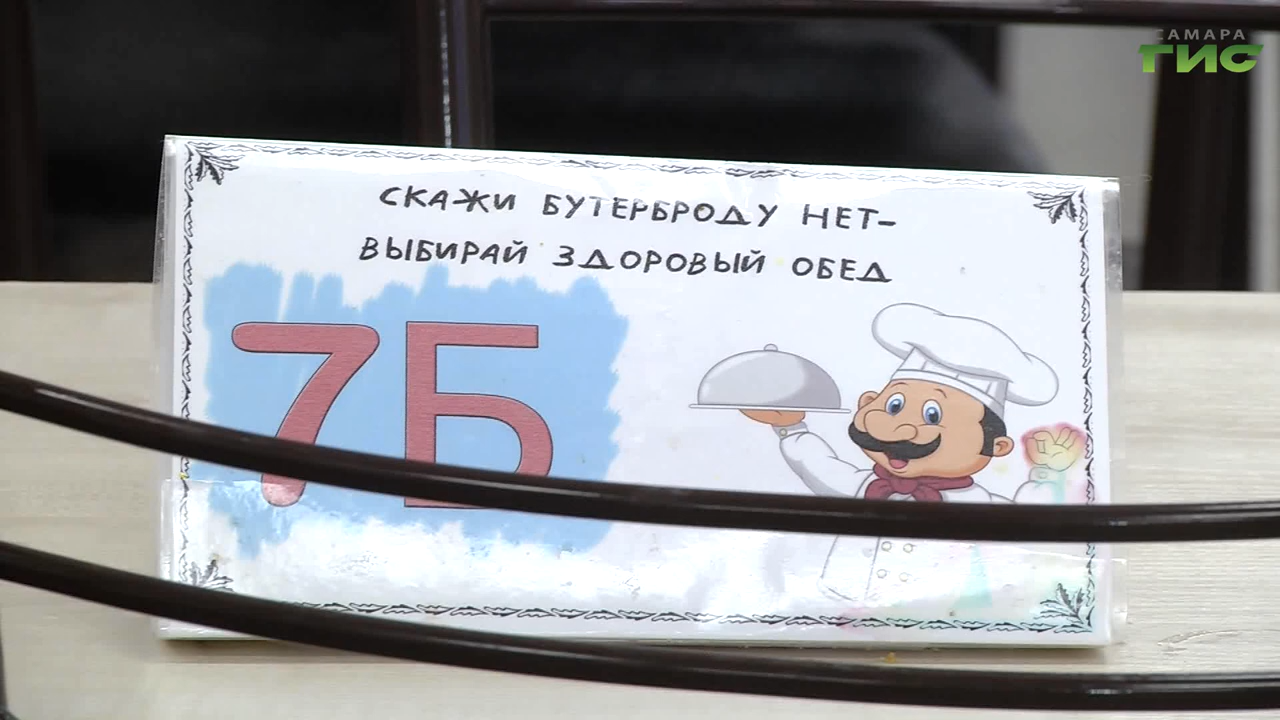 САМАРА
ГИС
СКАЖИ БУТЕРБРОДУ НЕТ-
ВЫБИРАЙ ЗДОРОВЫЙ ОБЕД
7Б